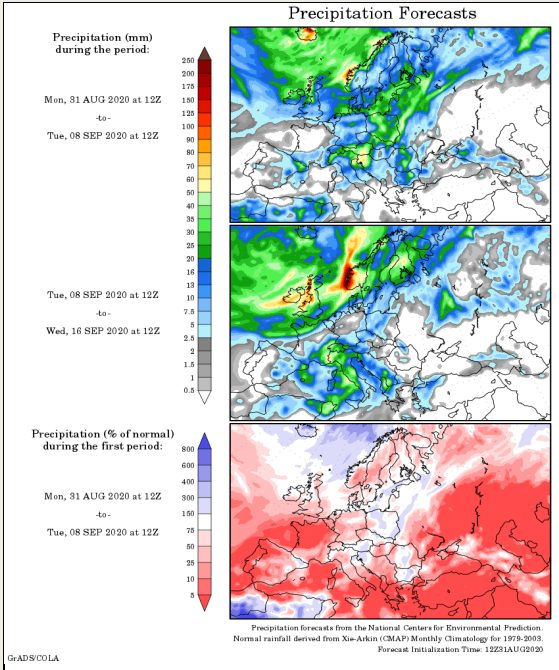 Precipitation Forecasts
Precipitation (mm)
during the period:
Mon, 31 AUG 2020 at 12Z
-to-
Tue, 08 SEP 2020 at 12Z
250
200
175
150
125
100
90
80
70
60
50
40
35
30
25
20
16
13
10
7.5
5
2.5
2
1.5
1
0.5
Tue, 08 SEP 2020 at 12Z
-to-
Wed, 16 SEP 2020 at 12Z
Precipitation (% of normal)
during the first period:
Mon, 31 AUG 2020 at 12Z
-to-
Tue, 08 SEP 2020 at 12Z
800
600
400
300
150
75
50
25
10
5
Precipitation forecasts from the National Centers for Environmental Prediction.
Normal rainfall derived from Xie-Arkin (CMAP) Monthly Climatology for 1979-2003.
Forecast Initialization Time: 12Z31AUG2020
GrADS/COLA